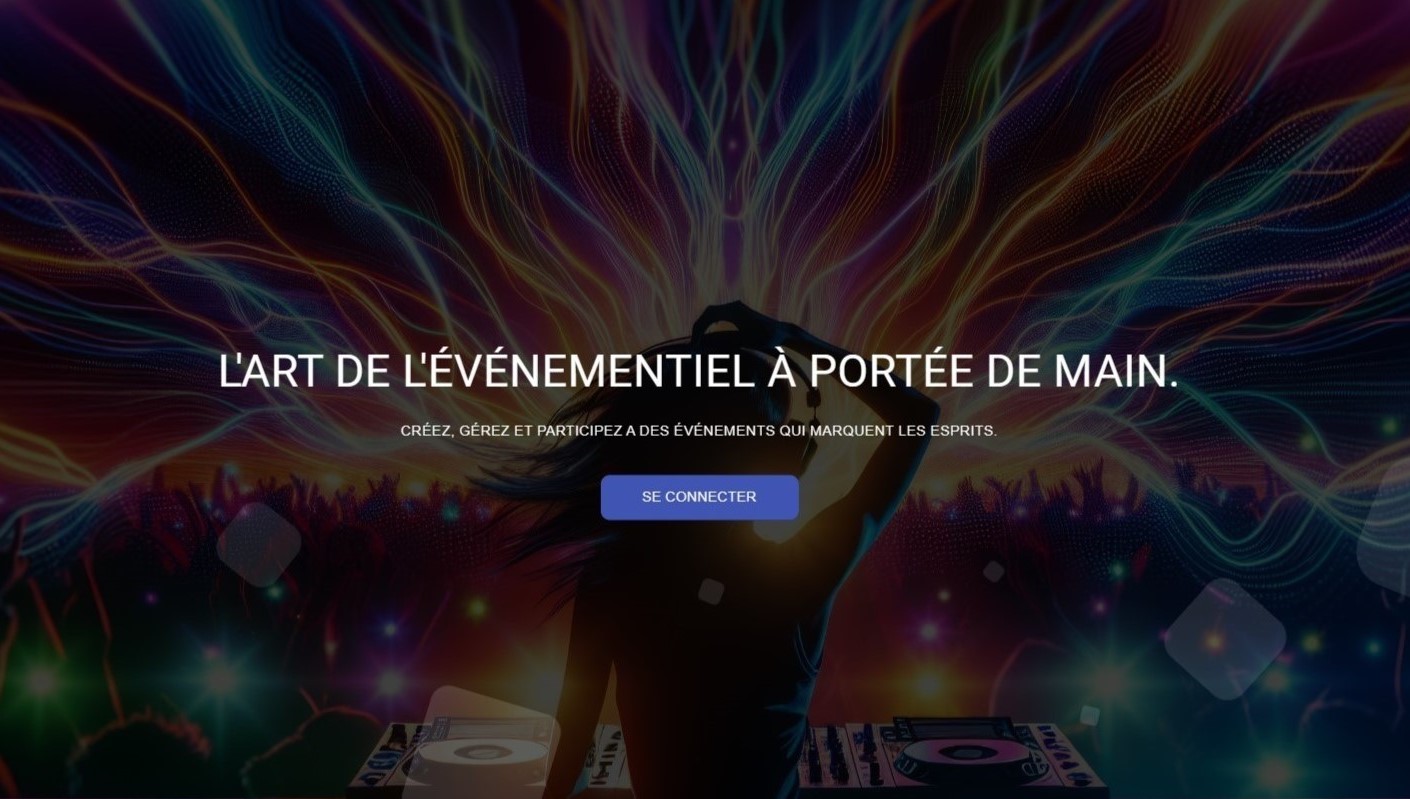 L'ART DE L'ÉVÉNEMENTIEL À PORTÉE DE MAIN.
CRÉEZ, GÉREZ ET PARTICIPEZ A DES ÉVÉNEMENTS QUI MARQUENT LES ESPRITS.
SE CONNECTER